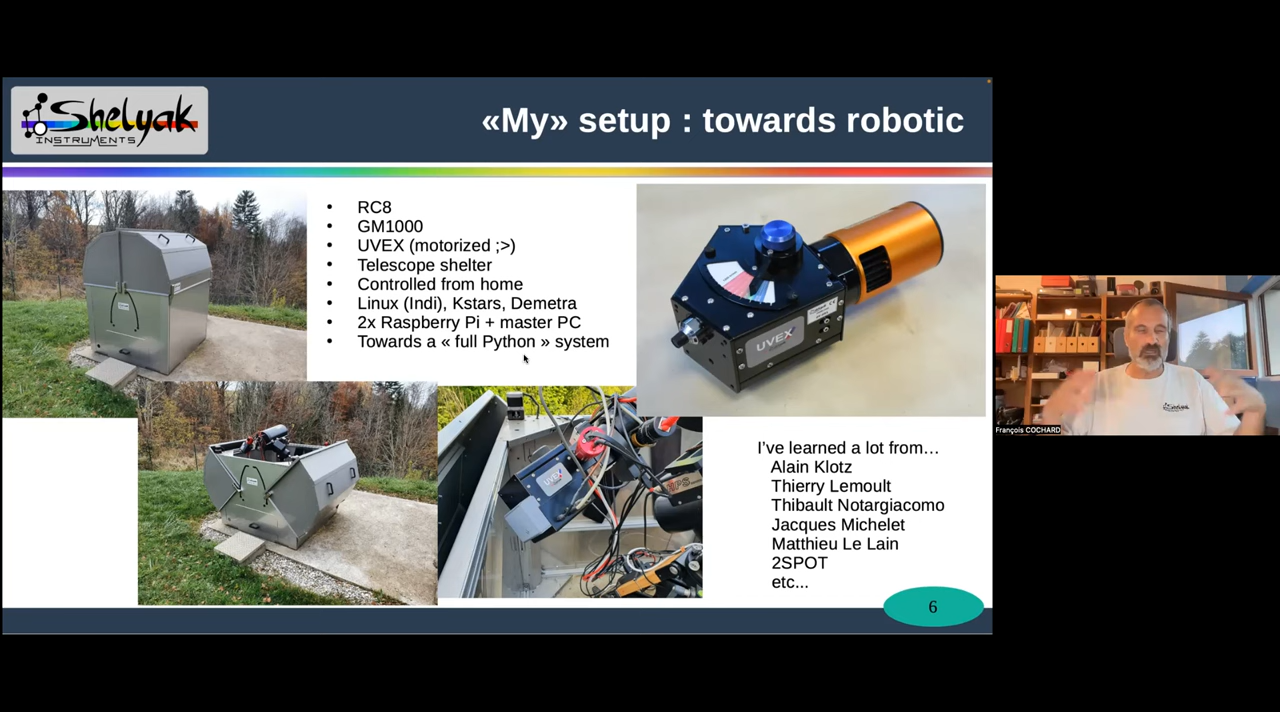 Shelyak
INSTRUMENTS
«My» setup : towards robotic
• RC8
• GM1000
• UVEX (motorized ;>)
• Telescope shelter
• Controlled from home
• Linux (Indi), Kstars, Demetra
• 2x Raspberry Pi + master PC
• Towards a « full Python » system
UVEX
UVEX
I've learned a lot from…
Alain Klotz
Thierry Lemoult
Thibault Notargiacomo
Jacques Michelet
Matthieu Le Lain
2SPOT
etc...
6
Shelyak
François COCHARD